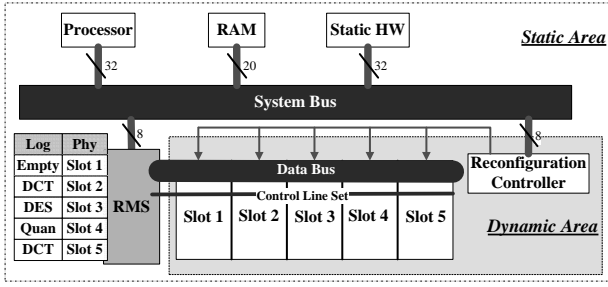 Processor
RAM
Static HW
Static Area
32
20
32
System Bus
8
8
Log Phy
Empty Slot 1
DCT Slot 2
DES Slot 3
Quan Slot 4
DCT Slot 5
RMS
Data Bus
Control Line Set
Slot 1
Slot 2
Slot 3
Slot 4
Slot 5
Reconfiguration
Controller
Dynamic Area